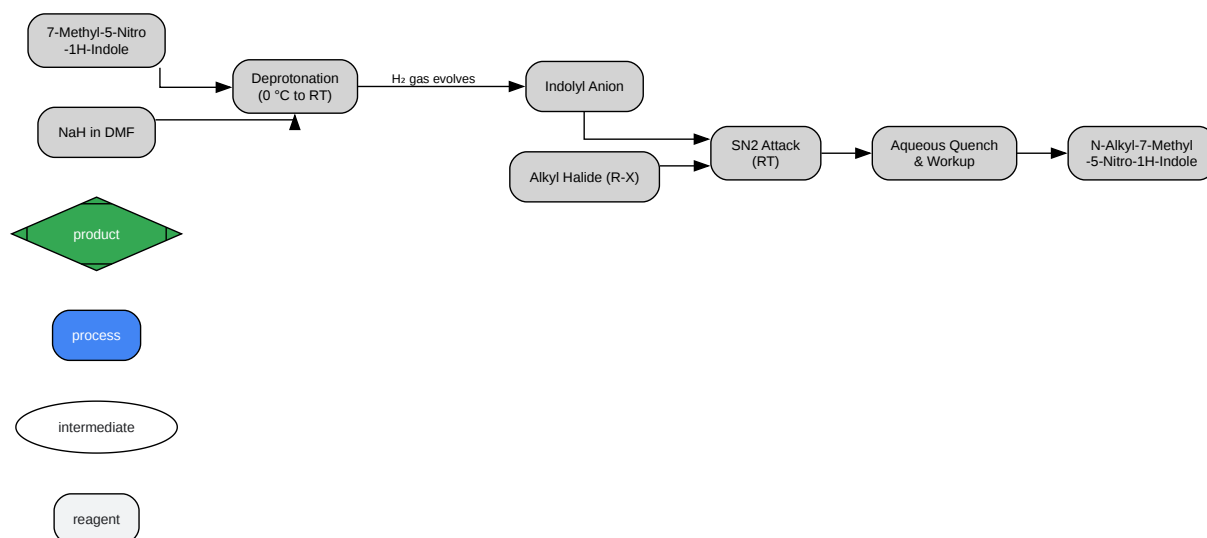 7-Methyl-5-Nitro
-1H-Indole
NaH in DMF
Deprotonation
(0 °C to RT)
H₂ gas evolves
Indolyl Anion
Alkyl Halide (R-X)
SN2 Attack
(RT)
Aqueous Quench
& Workup
N-Alkyl-7-Methyl
-5-Nitro-1H-Indole
product
process
intermediate
reagent